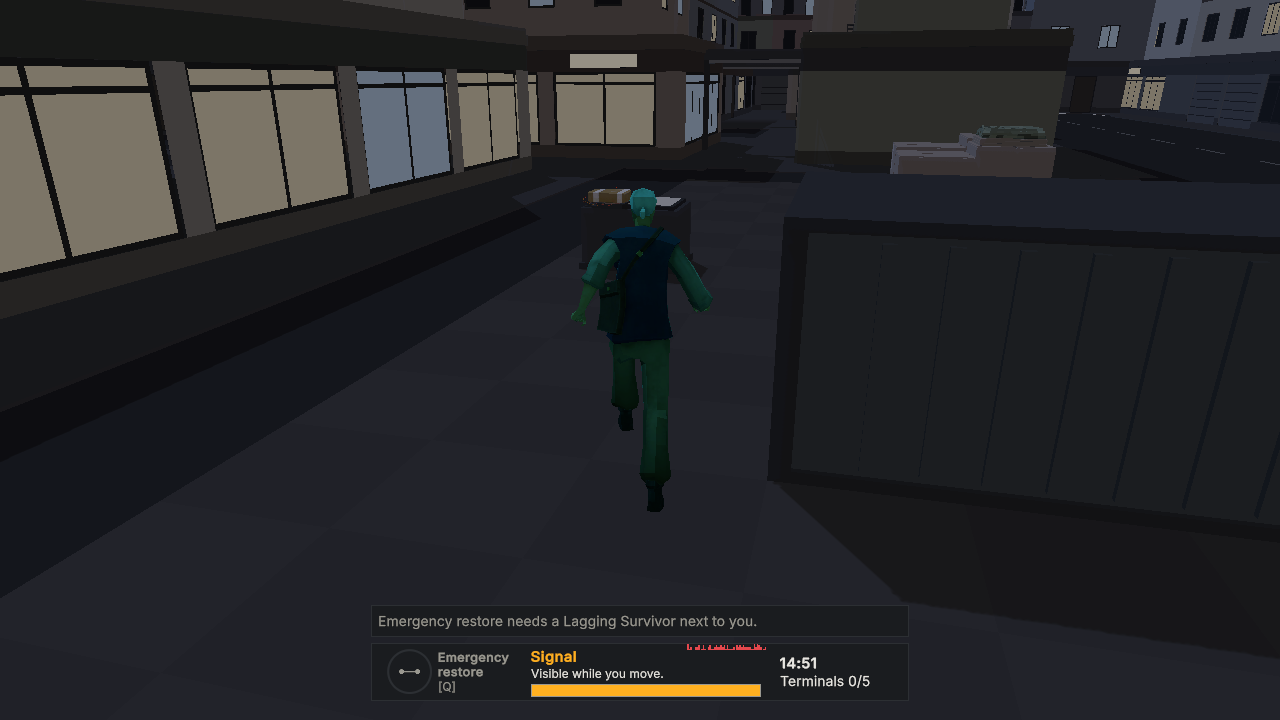 Emergency restore needs a Lagging Survivor next to you.
Emergency
restore
[Q]
Signal
Visible while you move.
14:51
Terminals 0/5